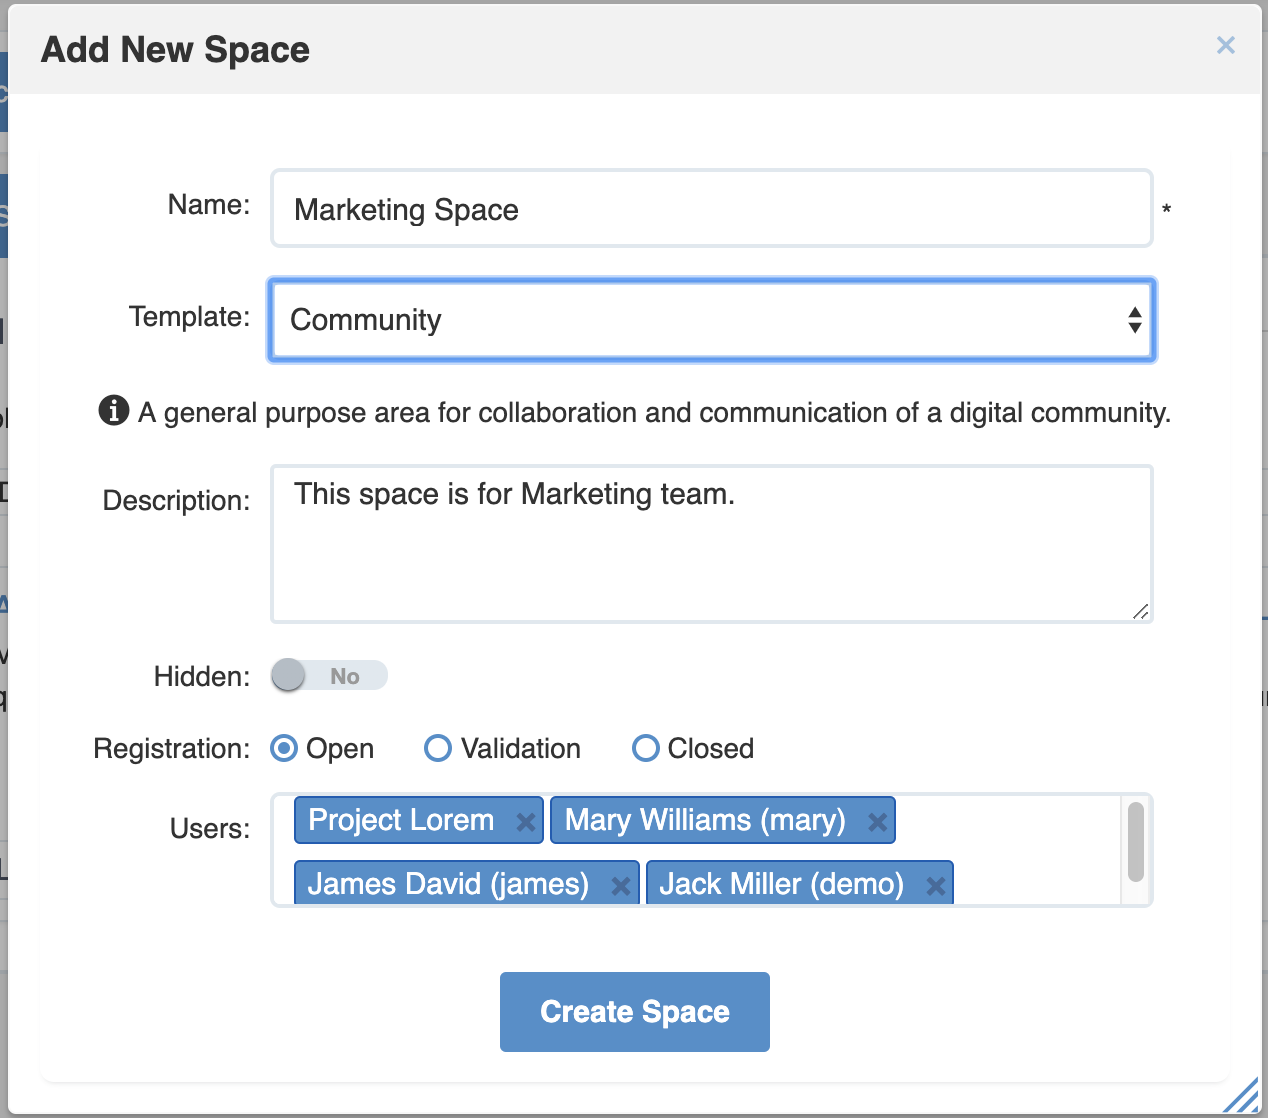 Add New Space
×
Name:
Marketing Space
*
Template:
Community
A general purpose area for collaboration and communication of a digital community.
Description:
This space is for Marketing team.
Hidden:
No
Registration:
Open
Validation
Closed
Users:
Project Lorem × Mary Williams (mary) ×
James David (james) × Jack Miller (demo) ×
Create Space